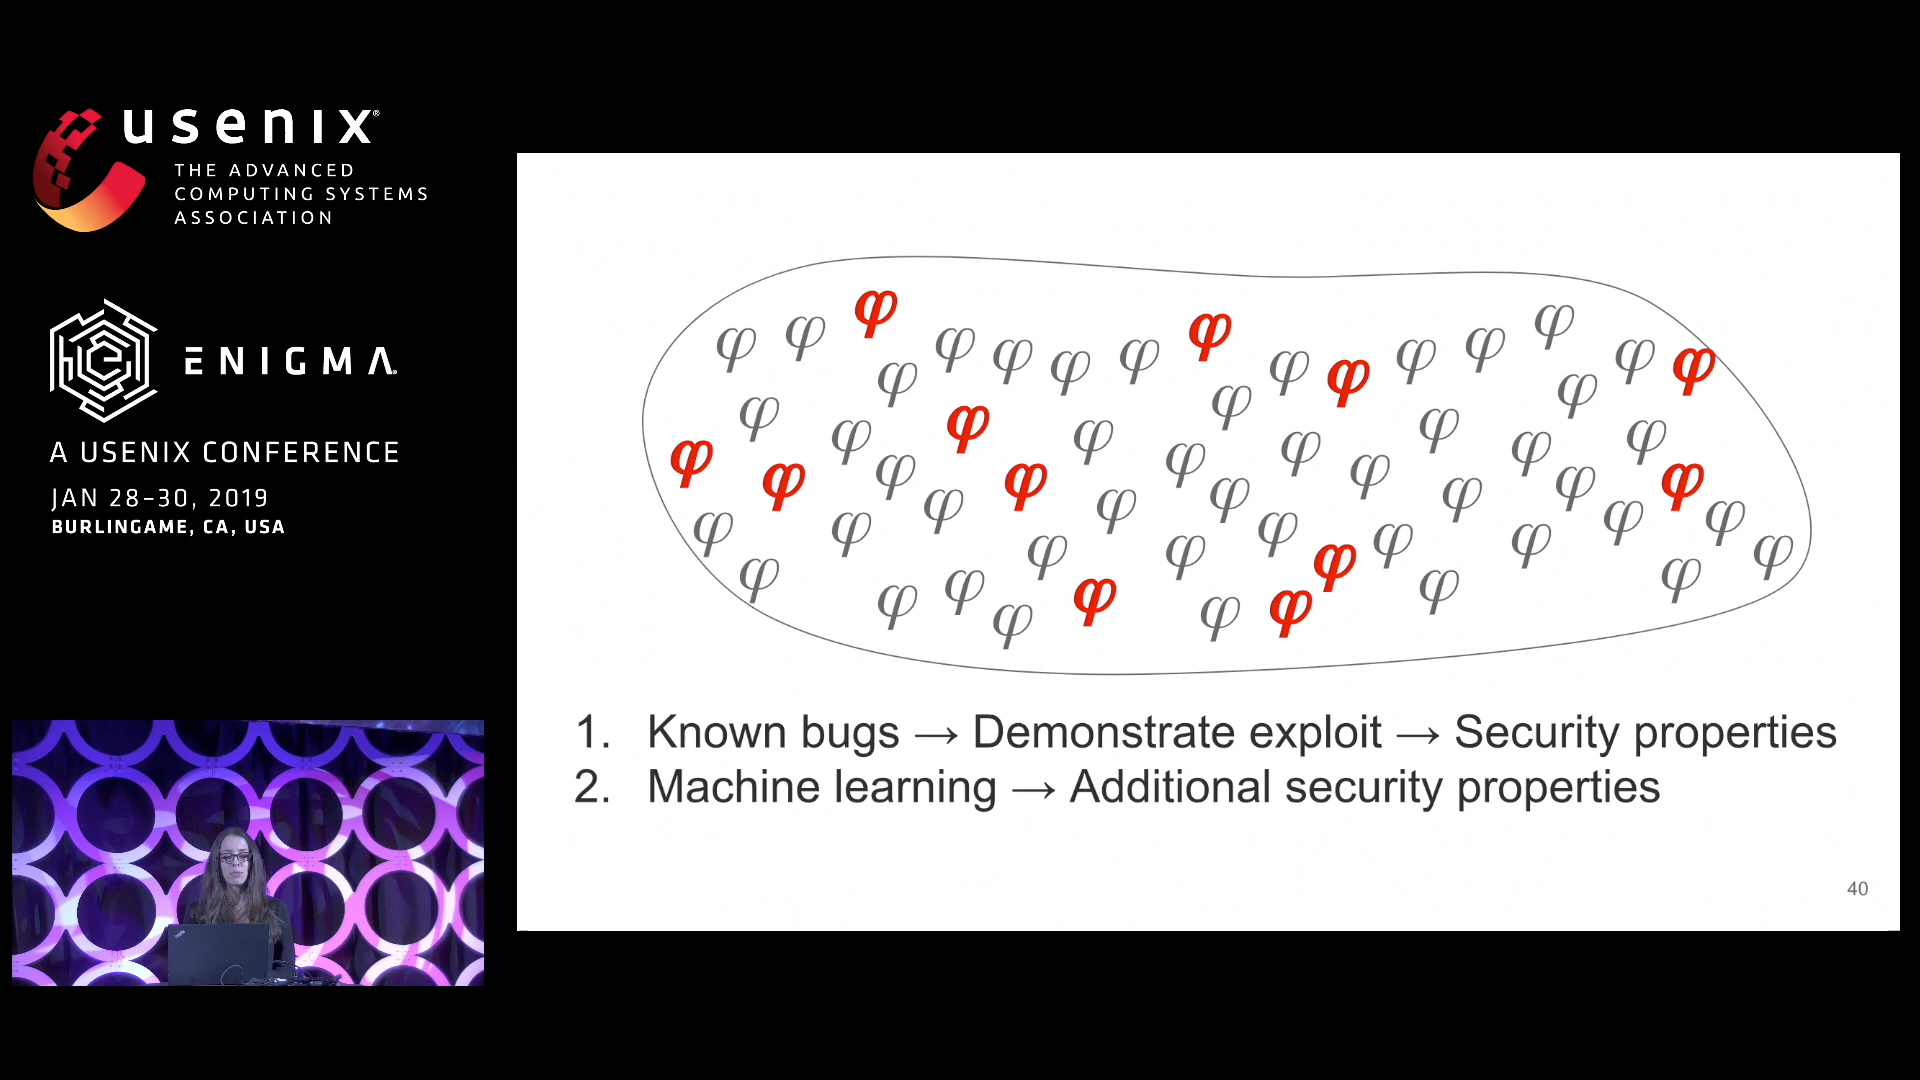 usenix®
THE ADVANCED
COMPUTING SYSTEMS
ASSOCIATION
ENIGMA.
A USENIX CONFERENCE
JAN 28–30, 2019
BURLINGAME, CA, USA
φ φ φ φ φ φ φ φ φ φ φ φ φ φ φ φ
φ φ φ φ
φ φ φ φ φ φ φ φ φ
φ φ φ φ φ φ φ φ φ
φ φ φ φ φ φ φ φ
φ φ φ φ φ φ φ φ
φ φ φ φ φ φ φ φ φ
1. Known bugs → Demonstrate exploit → Security properties
2. Machine learning → Additional security properties
40